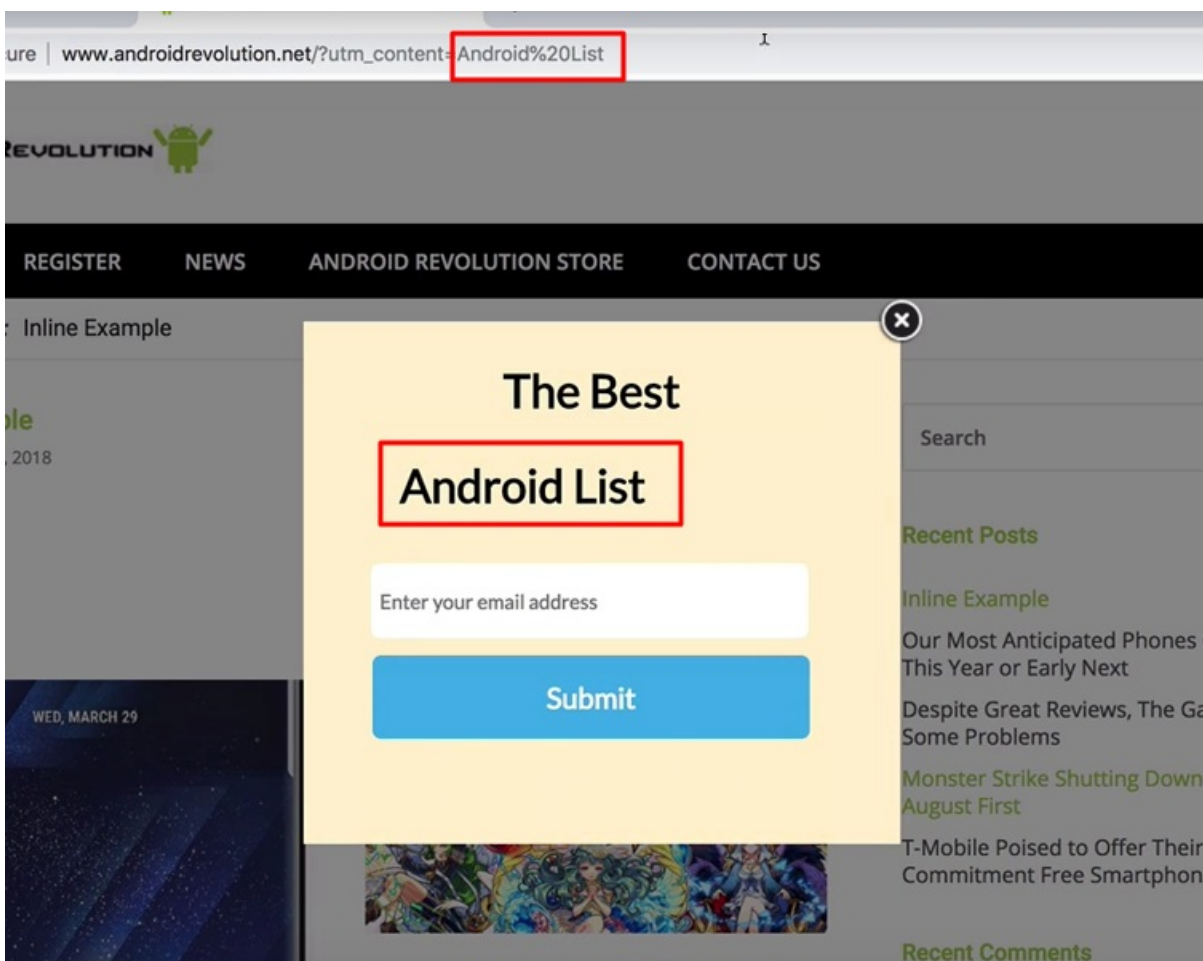 ure | www.androidrevolution.net/?utm_content=Android%20List
REVOLUTION
REGISTER NEWS ANDROID REVOLUTION STORE CONTACT US
: Inline Example
The Best
Android List
Enter your email address
Submit
ple
, 2018
WED, MARCH 29
Search
Recent Posts
Inline Example
Our Most Anticipated Phones
This Year or Early Next
Despite Great Reviews, The Ga
Some Problems
Monster Strike Shutting Down
August First
T-Mobile Poised to Offer Their
Commitment Free Smartphon
Recent Comments